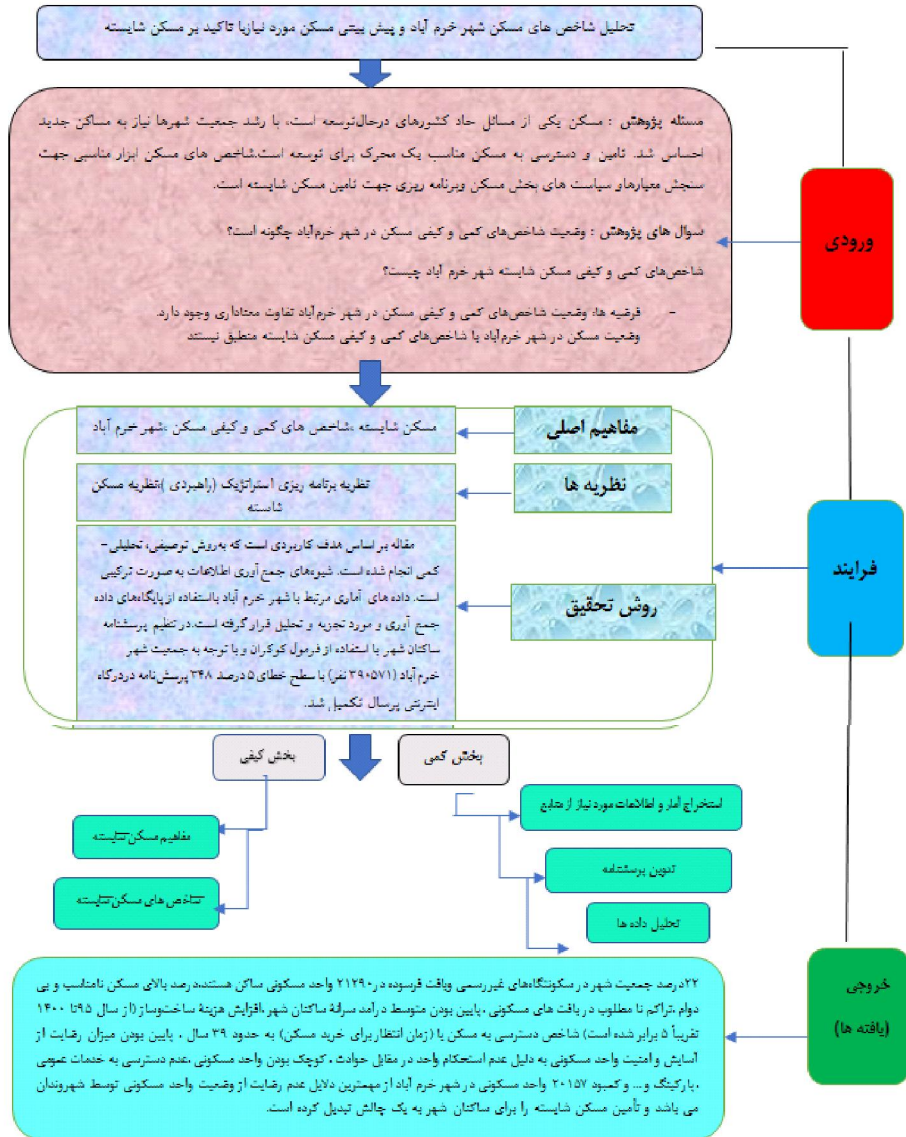 تحلیل شاخص های مسکن شهر خرم آباد و پیش بینی مسکن مورد نیازبا تاکید بر مسکن شایسته
مسئله پژوهش : مسکن یکی از مسائل حاد کشورهای درحال‌توسعه است، با رشد جمعیت شهرها نیاز به مساکن جدید
احساس شد. تامین و دسترسی به مسکن مناسب یک محرک برای توسعه است.شاخص های مسکن ابزار مناسبی جهت
سنجش معیارهاو سیاست های بخش مسکن وبرنامه ریزی جهت تامین مسکن شایسته است.
سوال های پژوهش : وضعیت شاخص‌های کمی و کیفی مسکن در شهر خرم‌آباد چگونه است؟
شاخص‌های کمی و کیفی مسکن شایسته شهر خرم آباد چیست؟
- فرضیه ها: وضعیت شاخص‌های کمی و کیفی مسکن در شهر خرم‌آباد تفاوت معناداری وجود دارد.
وضعیت مسکن در شهر خرم‌آباد با شاخص‌های کمی و کیفی مسکن شایسته منطبق نیستند
ورودی
مفاهیم اصلی
مسکن شایسته ،شاخص های کمی و کیفی مسکن ،شهر خرم آباد
نظریه ها
نظریه برنامه ریزی استراتژیک (راهبردی )،نظریه مسکن
شایسته
روش تحقیق
مقاله بر اساس هدف کاربردی است که به‌روش توصیفی، تحلیلی –
کمی انجام شده است. شیوه‌های جمع آوری اطلاعات به صورت ترکیبی
است. داده های آماری مرتبط با شهر خرم آباد بااستفاده از پایگاه‌های داده
جمع آوری و مورد تجزیه و تحلیل قرار گرفته است.در تنظیم پرسشنامه
ساکنان شهر با استفاده از فرمول کوکران و با توجه به جمعیت شهر
خرم آباد (۳۹۰۵۷۱ نفر) با سطح خطای ۵ درصد ۳۴۸ پرسش‌نامه دردرگاه
اینترنتی پرسال تکمیل شد.
فرایند
بخش کمی
بخش کیفی
استخراج آمار و اطلاعات مورد نیاز از منابع
تدوین پرسشنامه
تحلیل داده ها
مفاهیم مسکن شایسته
شاخص های مسکن شایسته
خروجی
(یافته ها)
۲۲درصد جمعیت شهر در سکونتگاه‌های غیررسمی وبافت فرسوده در۲۱۲۹۰ واحد مسکونی ساکن هستند،درصد بالای مسکن نامناسب و بی
دوام ،تراکم نا مطلوب در بافت های مسکونی ،پایین بودن متوسط درآمد سرانهٔ ساکنان شهر ،افزایش هزینهٔ ساخت‌وساز (از سال ۹۵تا ۱۴۰۰
تقریباً ۵ برابر شده است) شاخص دسترسی به مسکن یا (زمان انتظار برای خرید مسکن) به حدود ۳۹ سال ، پایین بودن میزان رضایت از
آسایش و امنیت واحد مسکونی به دلیل عدم استحکام واحد در مقابل حوادث ، کوچک بودن واحد مسکونی ،عدم دسترسی به خدمات عمومی
،پارکینگ و... و کمبود ۲۰۱۵۷ واحد مسکونی در شهر خرم آباد از مهمترین دلایل عدم رضایت از وضعیت واحد مسکونی توسط شهروندان
می باشد و تأمین مسکن شایسته را برای ساکنان شهر به یک چالش تبدیل کرده است.